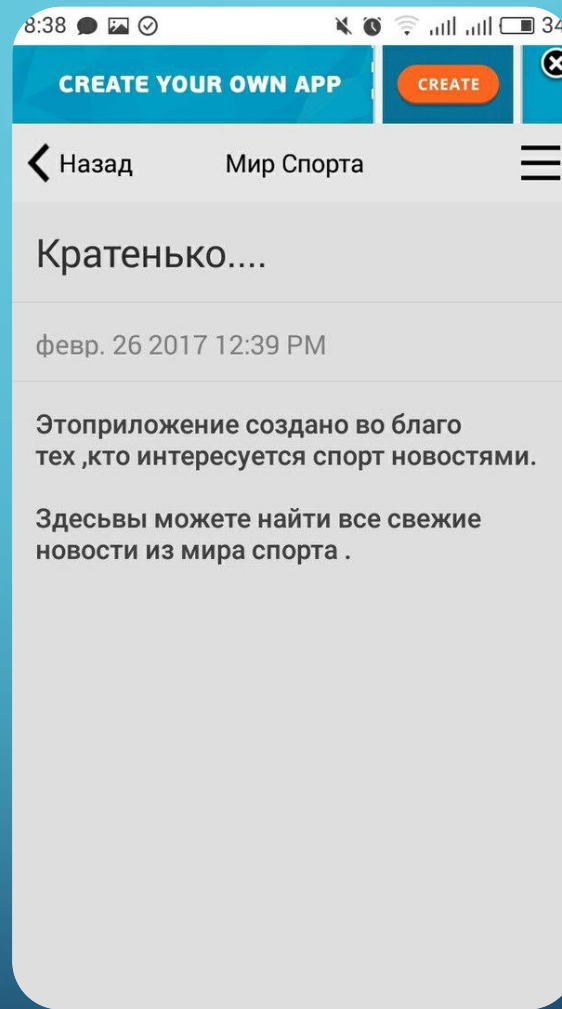 8:38
34
CREATE YOUR OWN APP
CREATE
Назад
Мир Спорта
Кратенько....
февр. 26 2017 12:39 PM
Этоприложение создано во благо
тех ,кто интересуется спорт новостями.
Здесьвы можете найти все свежие
новости из мира спорта .